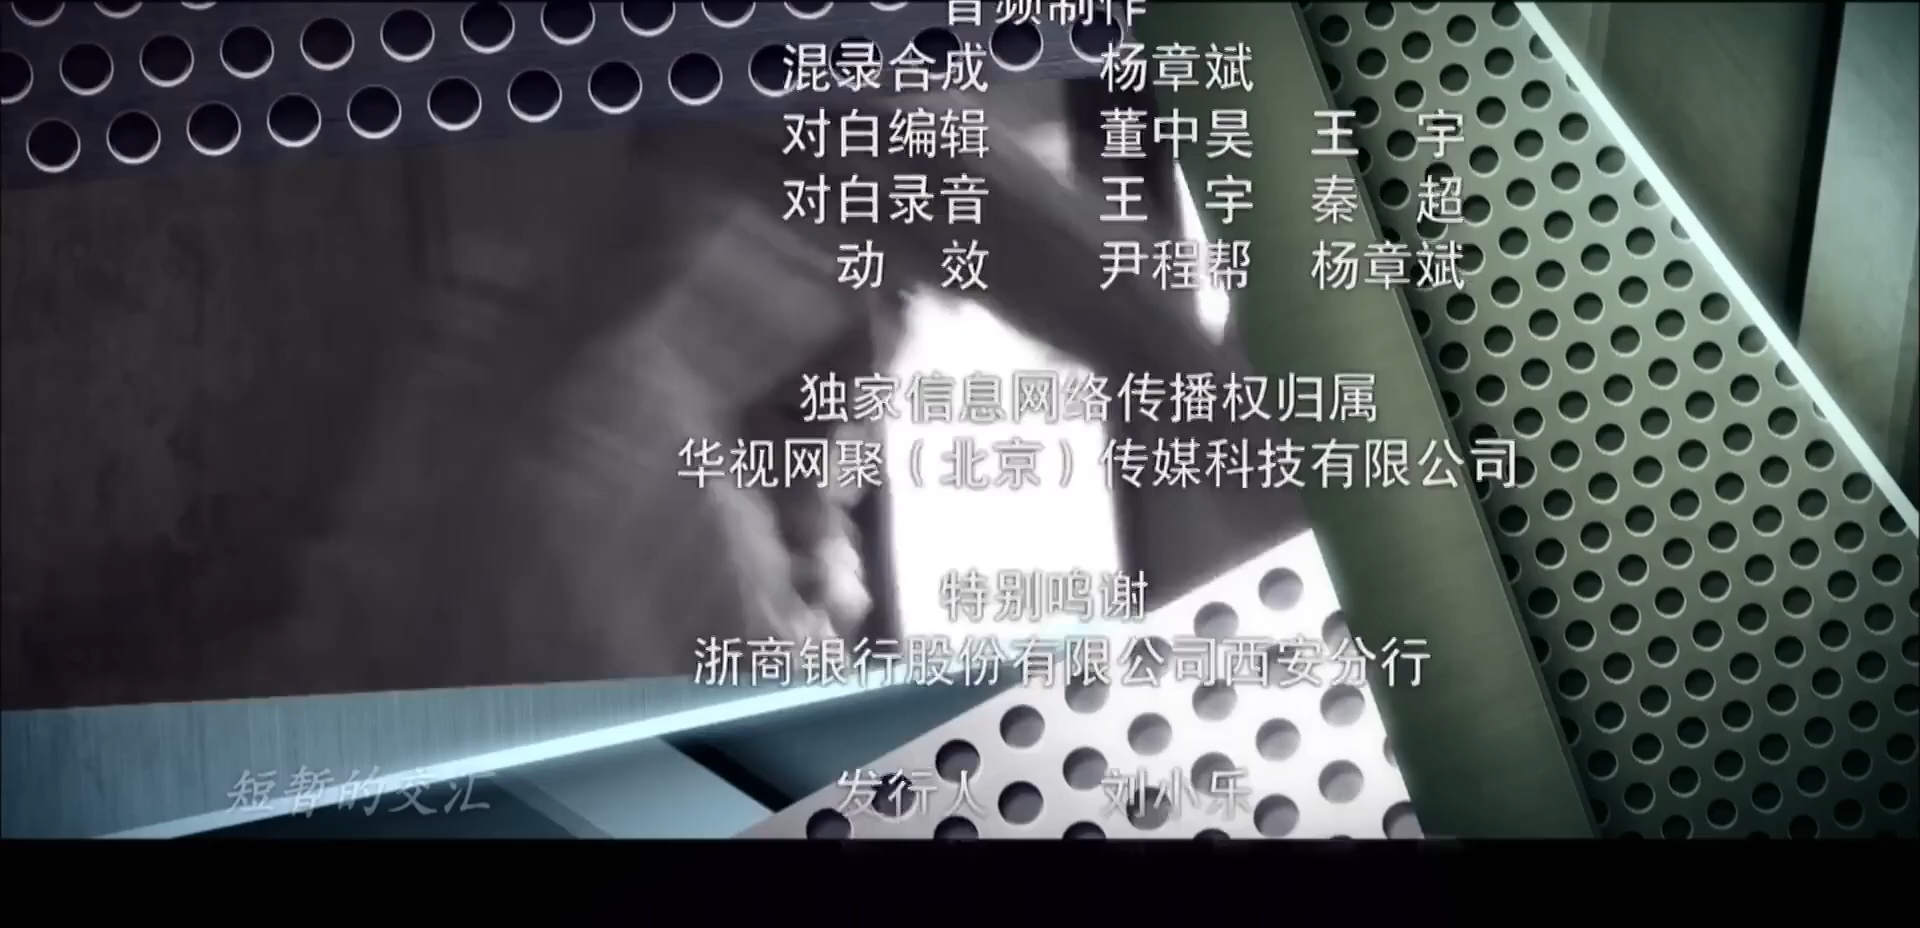 音频制作
混录合成 杨章斌
对白编辑 董中昊 王宇
对白录音 王宇 秦超
动效 尹程帮 杨章斌
独家信息网络传播权归属
华视网聚（北京）传媒科技有限公司
特别鸣谢
浙商银行股份有限公司西安分行
发行人 刘小乐
短暂的交汇